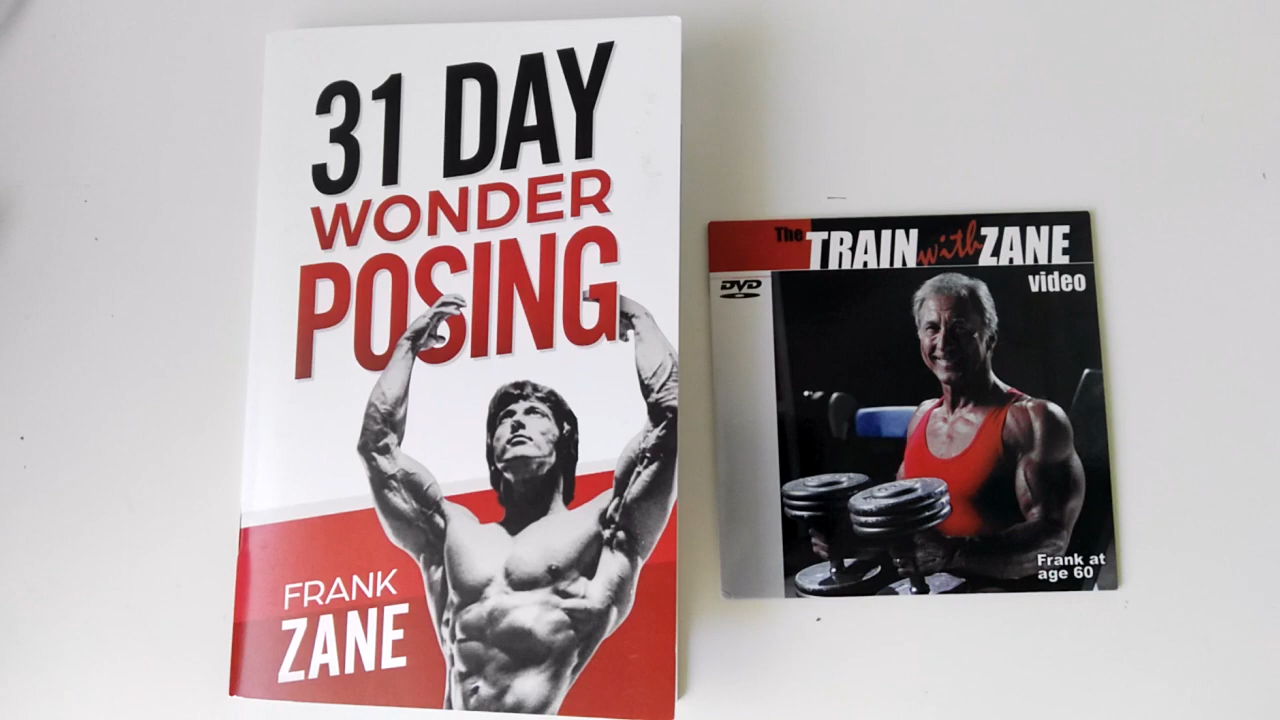 31 DAY
WONDER
POSING
FRANK
ZANE
The TRAIN with ZANE
video
DVD
Frank at
age 60